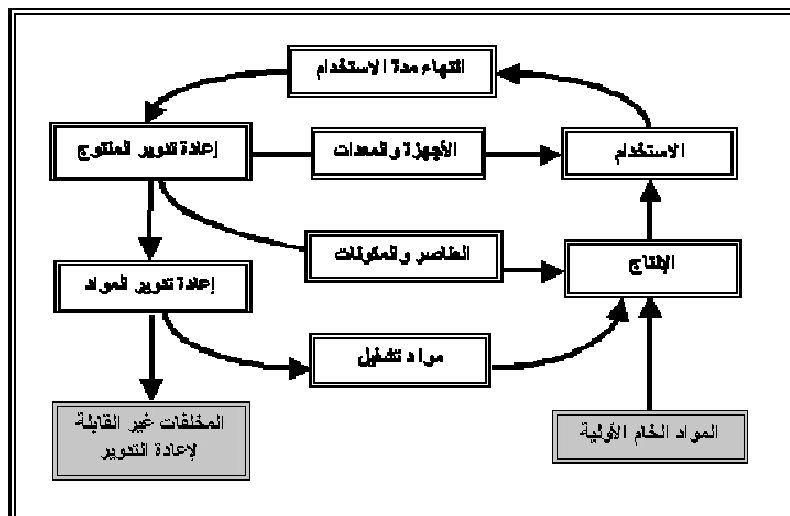 انتهاء مدة الاستخدام
الاستخدام
الأجهزة والمعدات
إعادة تدوير المنتوج
الإنتاج
العناصر والمكونات
إعادة تدوير المواد
مواد تشغيل
المواد الخام الأولية
المخلفات غير القابلة
لإعادة التدوير